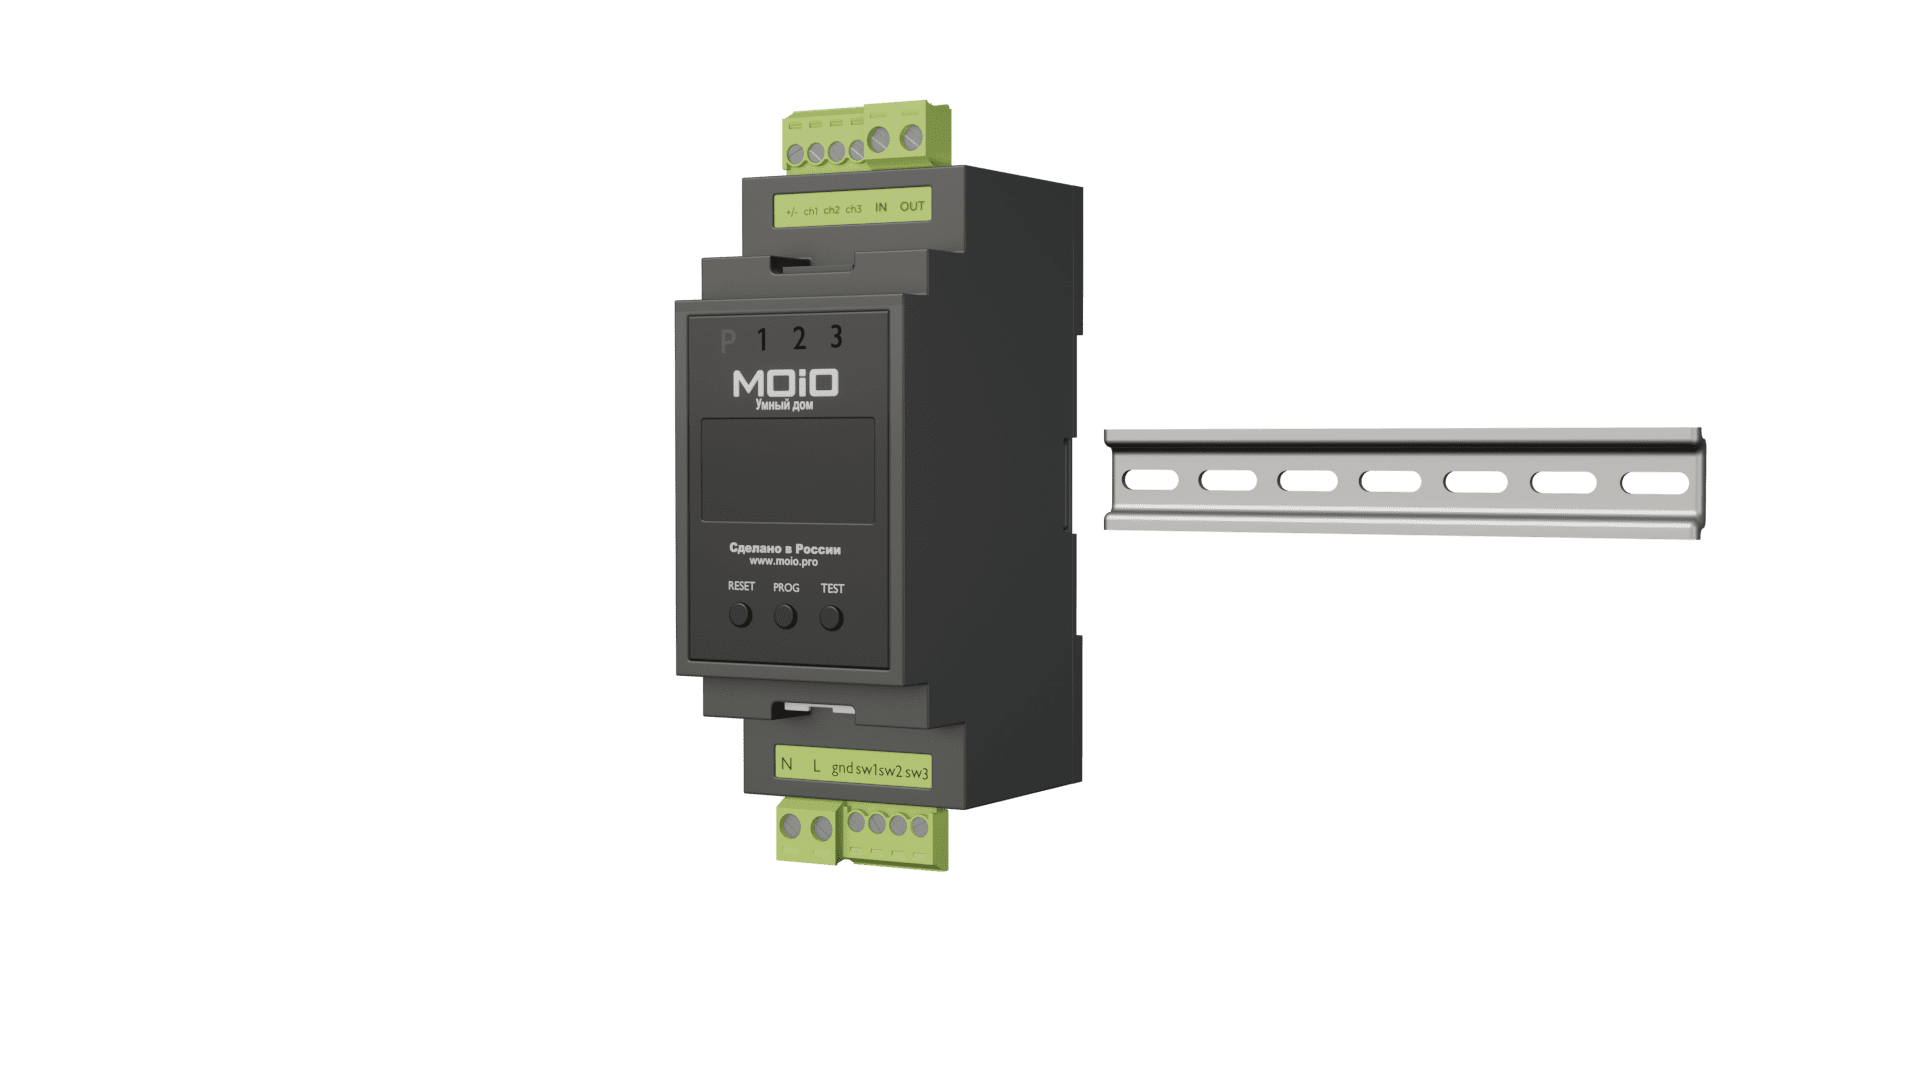 +/- ch1 ch2 ch3 IN OUT
P 1 2 3
MOiO
Умный дом
Сделано в России
www.moio.pro
RESET PROG TEST
N L gnd sw1 sw2 sw3